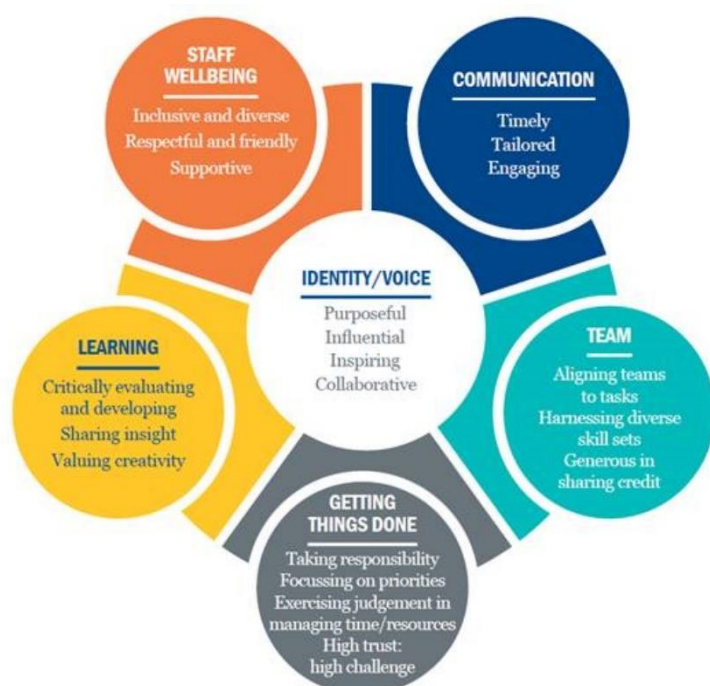 STAFF
WELLBEING
Inclusive and diverse
Respectful and friendly
Supportive
COMMUNICATION
Timely
Tailored
Engaging
IDENTITY/VOICE
Purposeful
Influential
Inspiring
Collaborative
LEARNING
Critically evaluating
and developing
Sharing insight
Valuing creativity
TEAM
Aligning teams
to tasks
Harnessing diverse
skill sets
Generous in
sharing credit
GETTING
THINGS DONE
Taking responsibility
Focussing on priorities
Exercising judgement in
managing time/resources
High trust:
high challenge